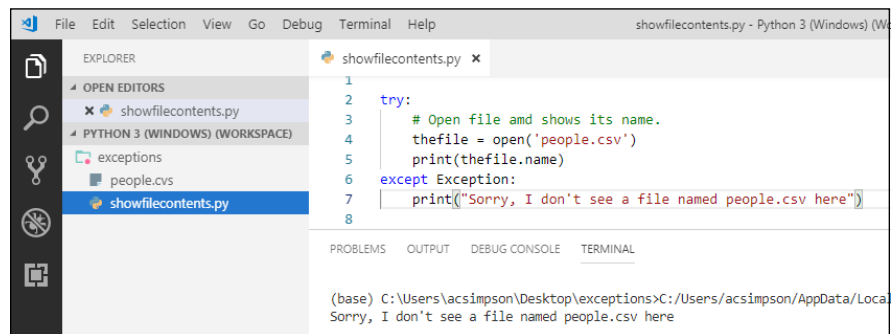 File Edit Selection View Go Debug Terminal Help showfilecontents.py - Python 3 (Windows)
EXPLORER
OPEN EDITORS
showfilecontents.py
PYTHON 3 (WINDOWS) (WORKSPACE)
exceptions
people.cvs
showfilecontents.py
showfilecontents.py
1
2 try:
3 # Open file amd shows its name.
4 thefile = open('people.csv')
5 print(thefile.name)
6 except Exception:
7 print("Sorry, I don't see a file named people.csv here")
8
PROBLEMS OUTPUT DEBUG CONSOLE TERMINAL
(base) C:\Users\acsimpson\Desktop\exceptions>C:/Users/acsimpson/AppData/Local
Sorry, I don't see a file named people.csv here